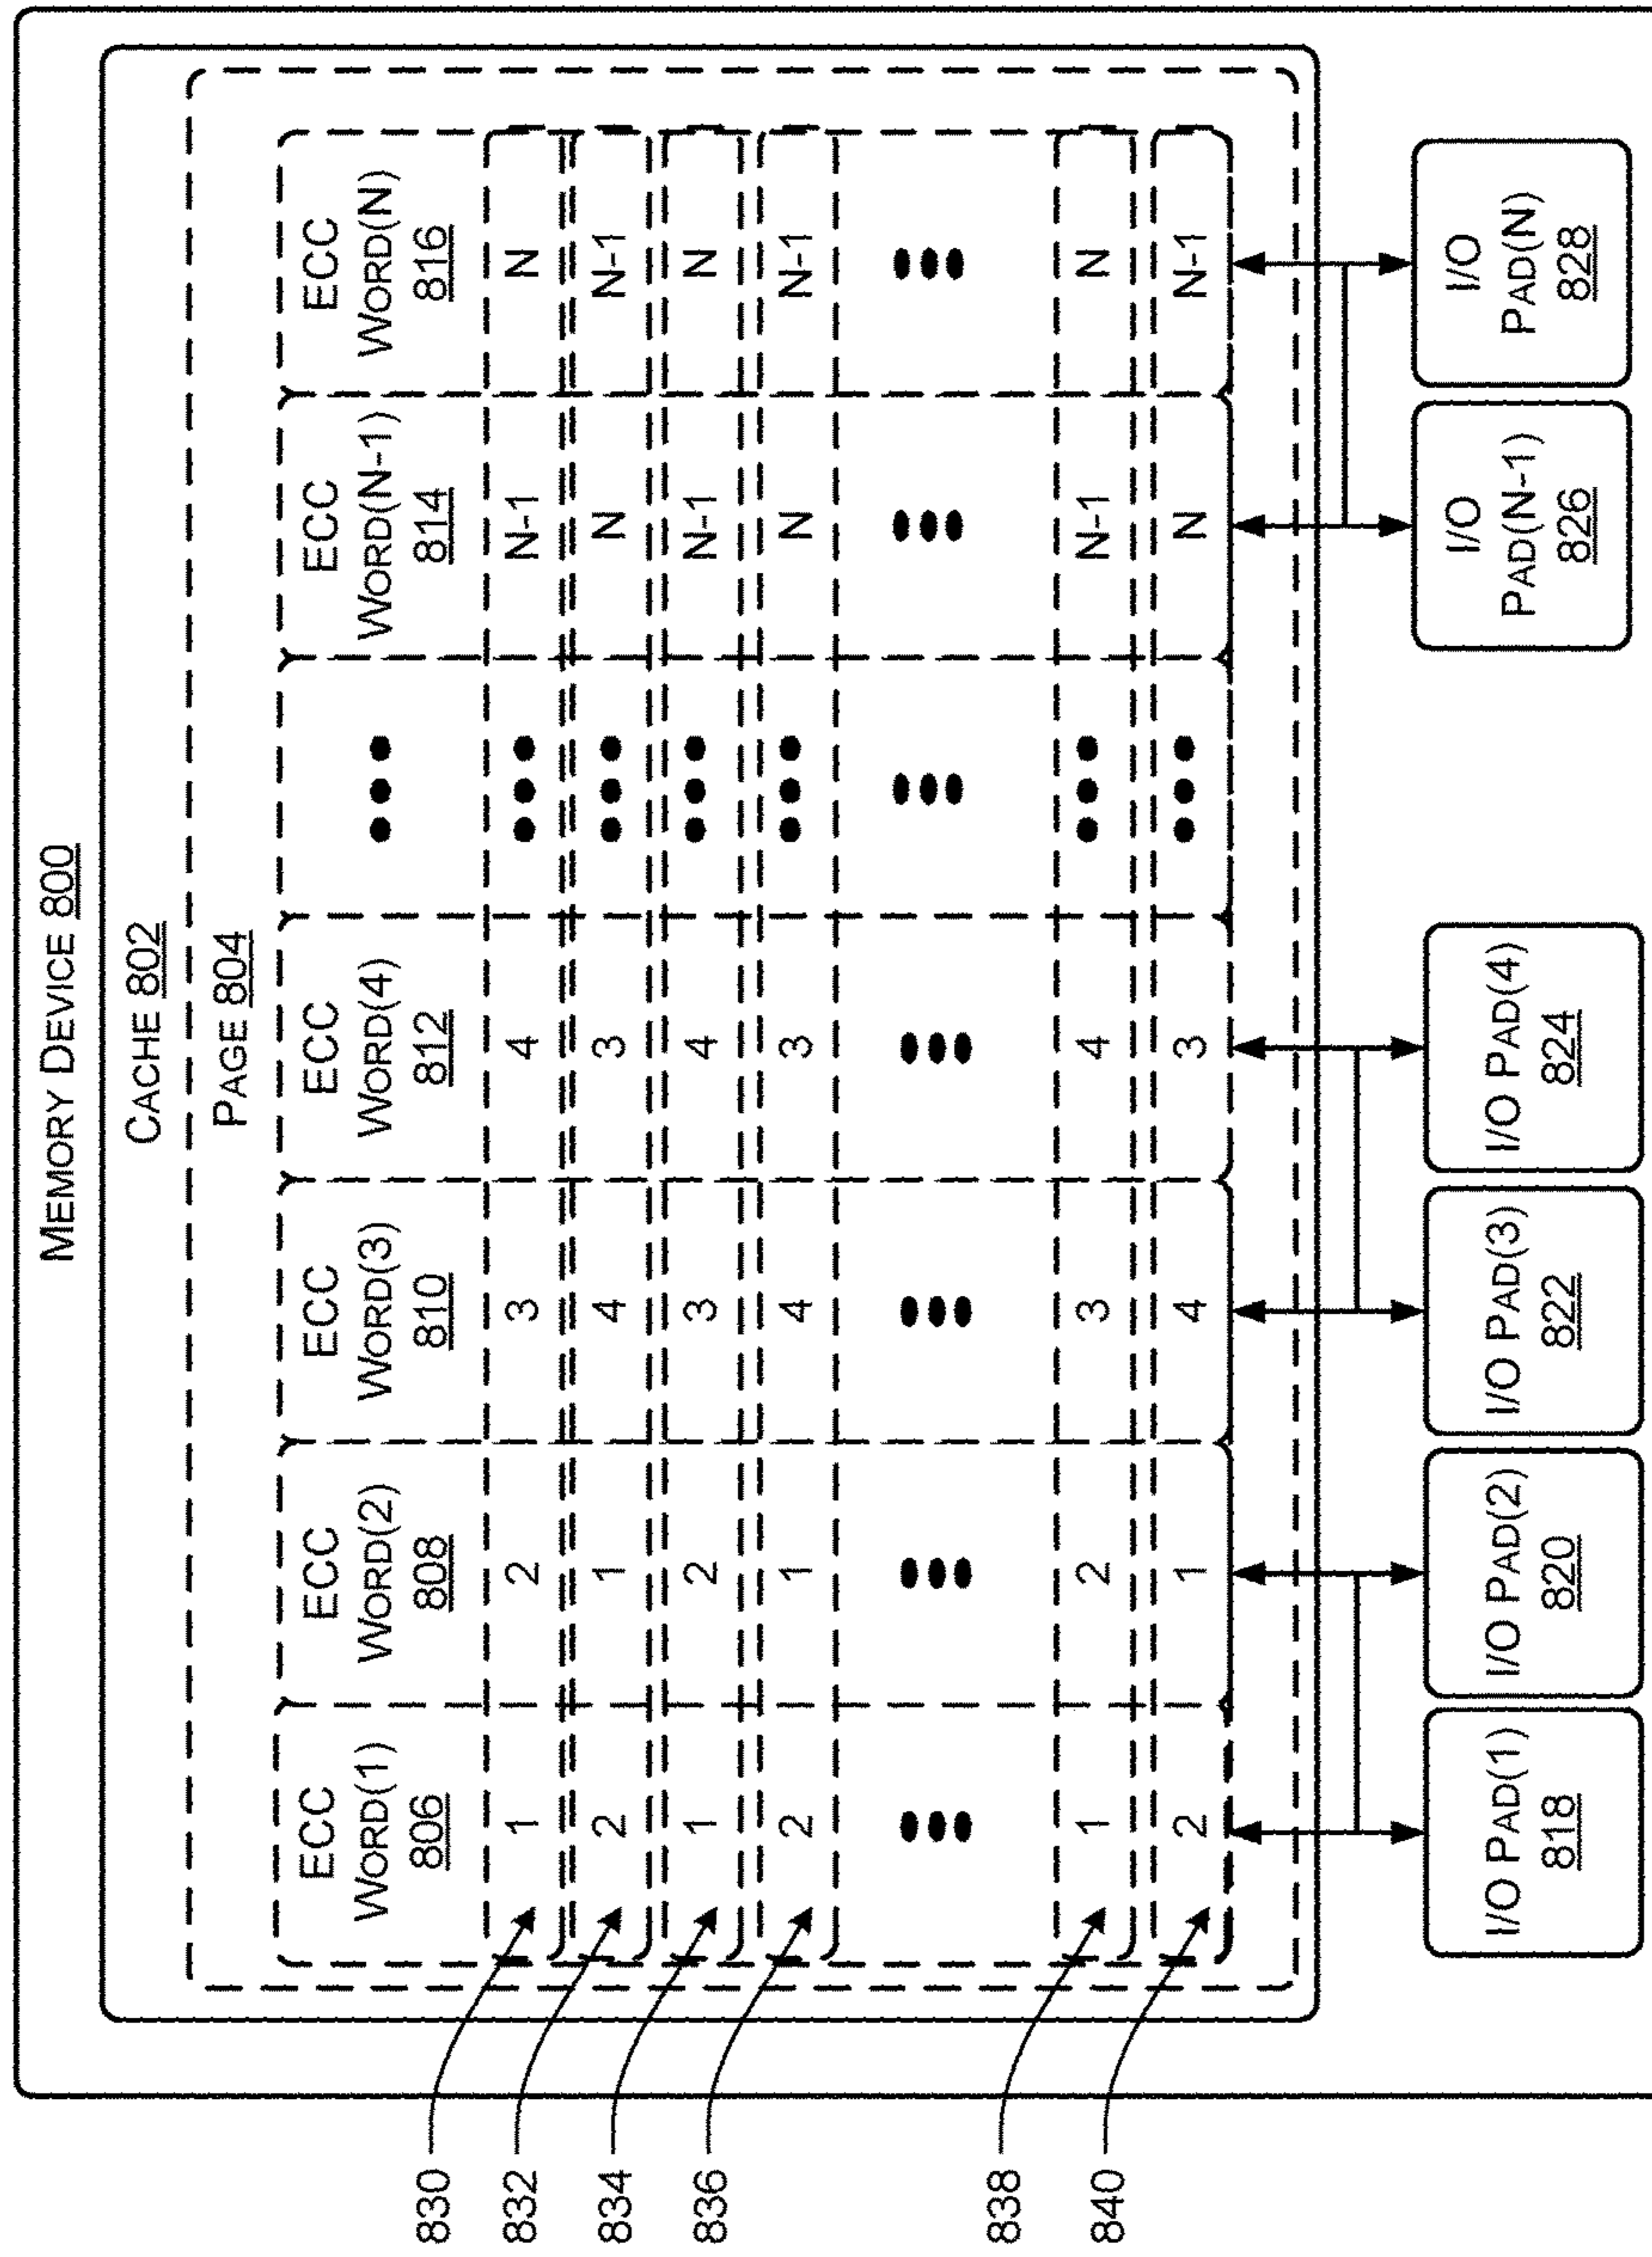 MEMORY DEVICE 800
CACHE 802
PAGE 804
ECC WORD(1) 806
ECC WORD(2) 808
ECC WORD(3) 810
ECC WORD(4) 812
●●●
ECC WORD(N-1) 814
ECC WORD(N) 816
830 1 2 3 4 ●●● N-1 N
832 2 1 4 3 ●●● N N-1
834 1 2 3 4 ●●● N-1 N
836 2 1 4 3 ●●● N N-1
●●● ●●● ●●● ●●● ●●● ●●● ●●●
838 1 2 3 4 ●●● N-1 N
840 2 1 4 3 ●●● N N-1
I/O PAD(1) 818
I/O PAD(2) 820
I/O PAD(3) 822
I/O PAD(4) 824
I/O PAD(N-1) 826
I/O PAD(N) 828